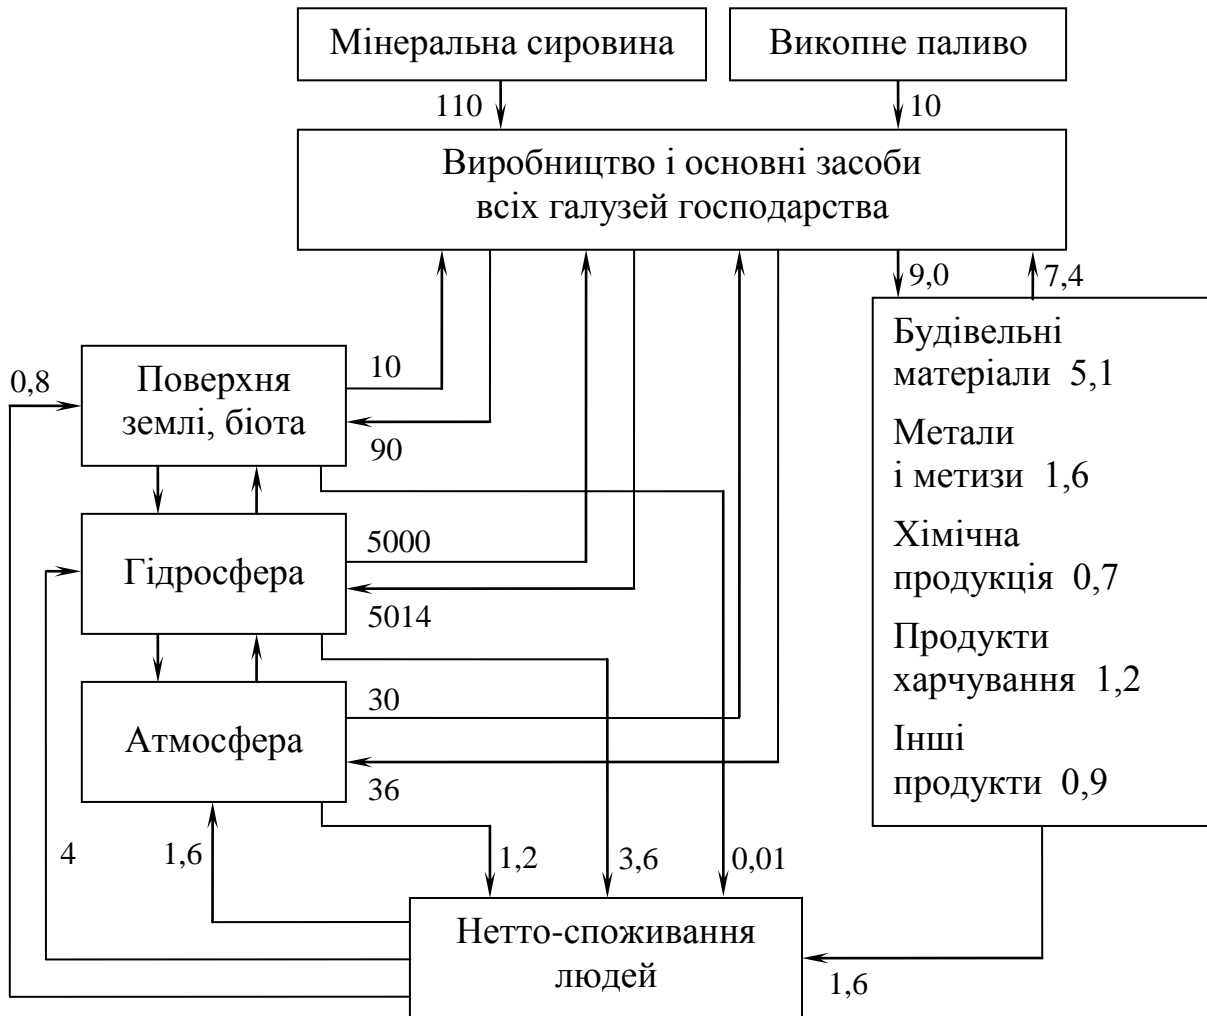 Мінеральна сировина
Викопне паливо
110
10
Виробництво і основні засоби
всіх галузей господарства
9,0
7,4
0,8
Поверхня
землі, біота
10
90
Гідросфера
5000
5014
Атмосфера
30
36
Будівельні
матеріали 5,1
Метали
і метизи 1,6
Хімічна
продукція 0,7
Продукти
харчування 1,2
Інші
продукти 0,9
4
1,6
1,2
3,6
0,01
Нетто-споживання
людей
1,6